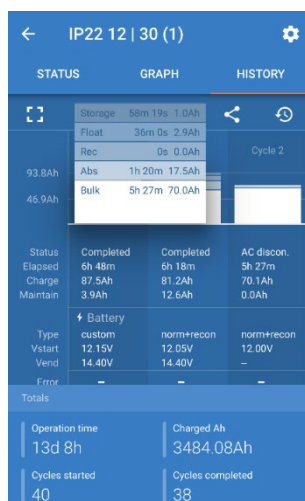 IP22 12 | 30 (1)
STATUS GRAPH HISTORY
Storage 58m 19s 1.0Ah
Float 36m 0s 2.9Ah
Rec 0s 0.0Ah
Abs 1h 20m 17.5Ah
Bulk 5h 27m 70.0Ah
Cycle 2
93.8Ah
46.9Ah
Status Completed Completed AC discon.
Elapsed 6h 48m 6h 18m 5h 27m
Charge 87.5Ah 81.2Ah 70.1Ah
Maintain 3.9Ah 12.6Ah 0.0Ah
Battery
Type custom norm+recon norm+recon
Vstart 12.15V 12.05V 12.00V
Vend 14.40V 14.40V –
Error – – –
Totals
Operation time Charged Ah
13d 8h 3484.08Ah
Cycles started Cycles completed
40 38